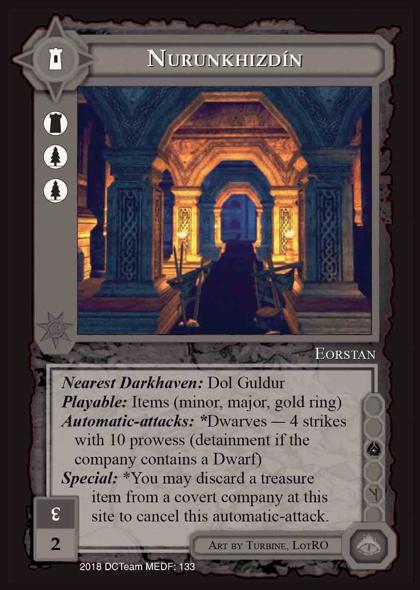 Nurunkhizdín
Eorstan
Nearest Darkhaven: Dol Guldur
Playable: Items (minor, major, gold ring)
Automatic-attacks: *Dwarves — 4 strikes
with 10 prowess (detainment if the
company contains a Dwarf)
Special: *You may discard a treasure
item from a covert company at this
site to cancel this automatic-attack.
ε
2
Art by Turbine, LotRO
2018 DCTeam MEDF: 133